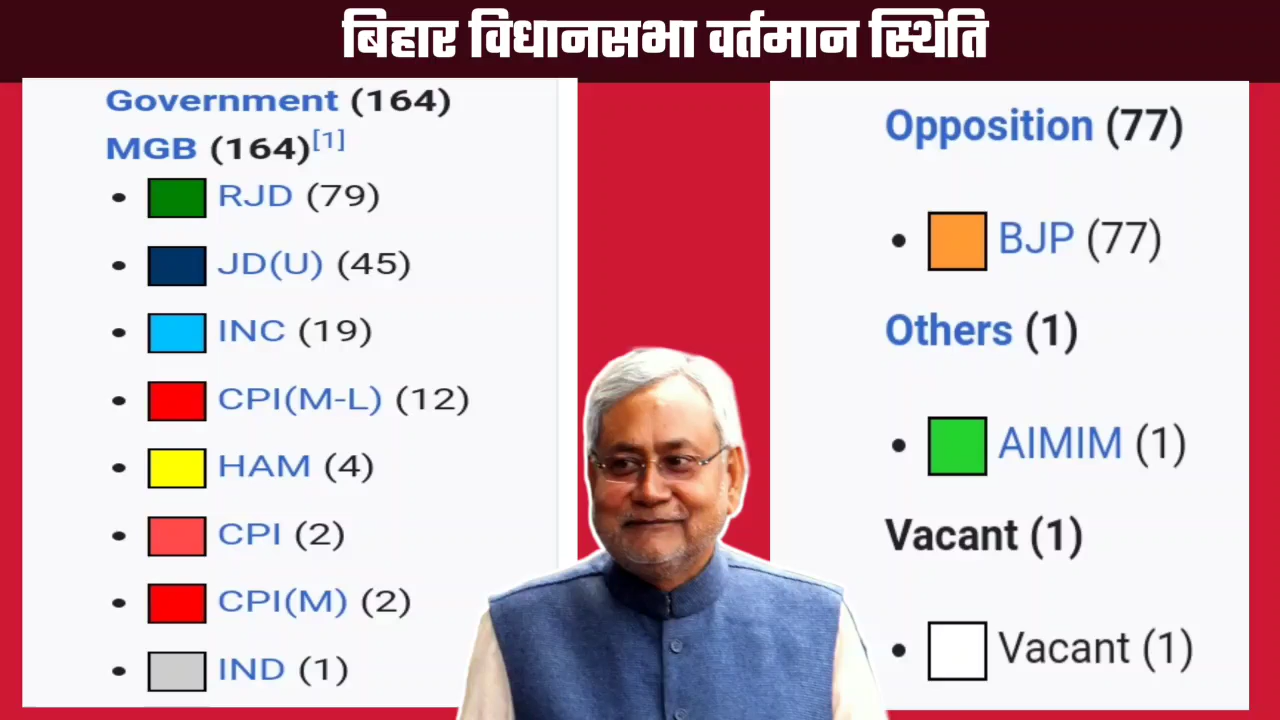 बिहार विधानसभा वर्तमान स्थिति
Government (164)
MGB (164)[1]
• RJD (79)
• JD(U) (45)
• INC (19)
• CPI(M-L) (12)
• HAM (4)
• CPI (2)
• CPI(M) (2)
• IND (1)
Opposition (77)
• BJP (77)
Others (1)
• AIMIM (1)
Vacant (1)
• Vacant (1)